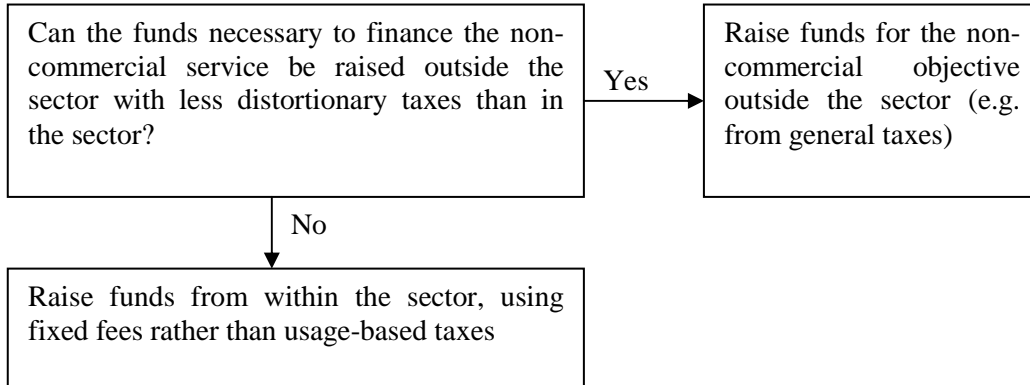 Can the funds necessary to finance the non-
commercial service be raised outside the
sector with less distortionary taxes than in
the sector?
Yes
Raise funds for the non-
commercial objective
outside the sector (e.g.
from general taxes)
No
Raise funds from within the sector, using
fixed fees rather than usage-based taxes